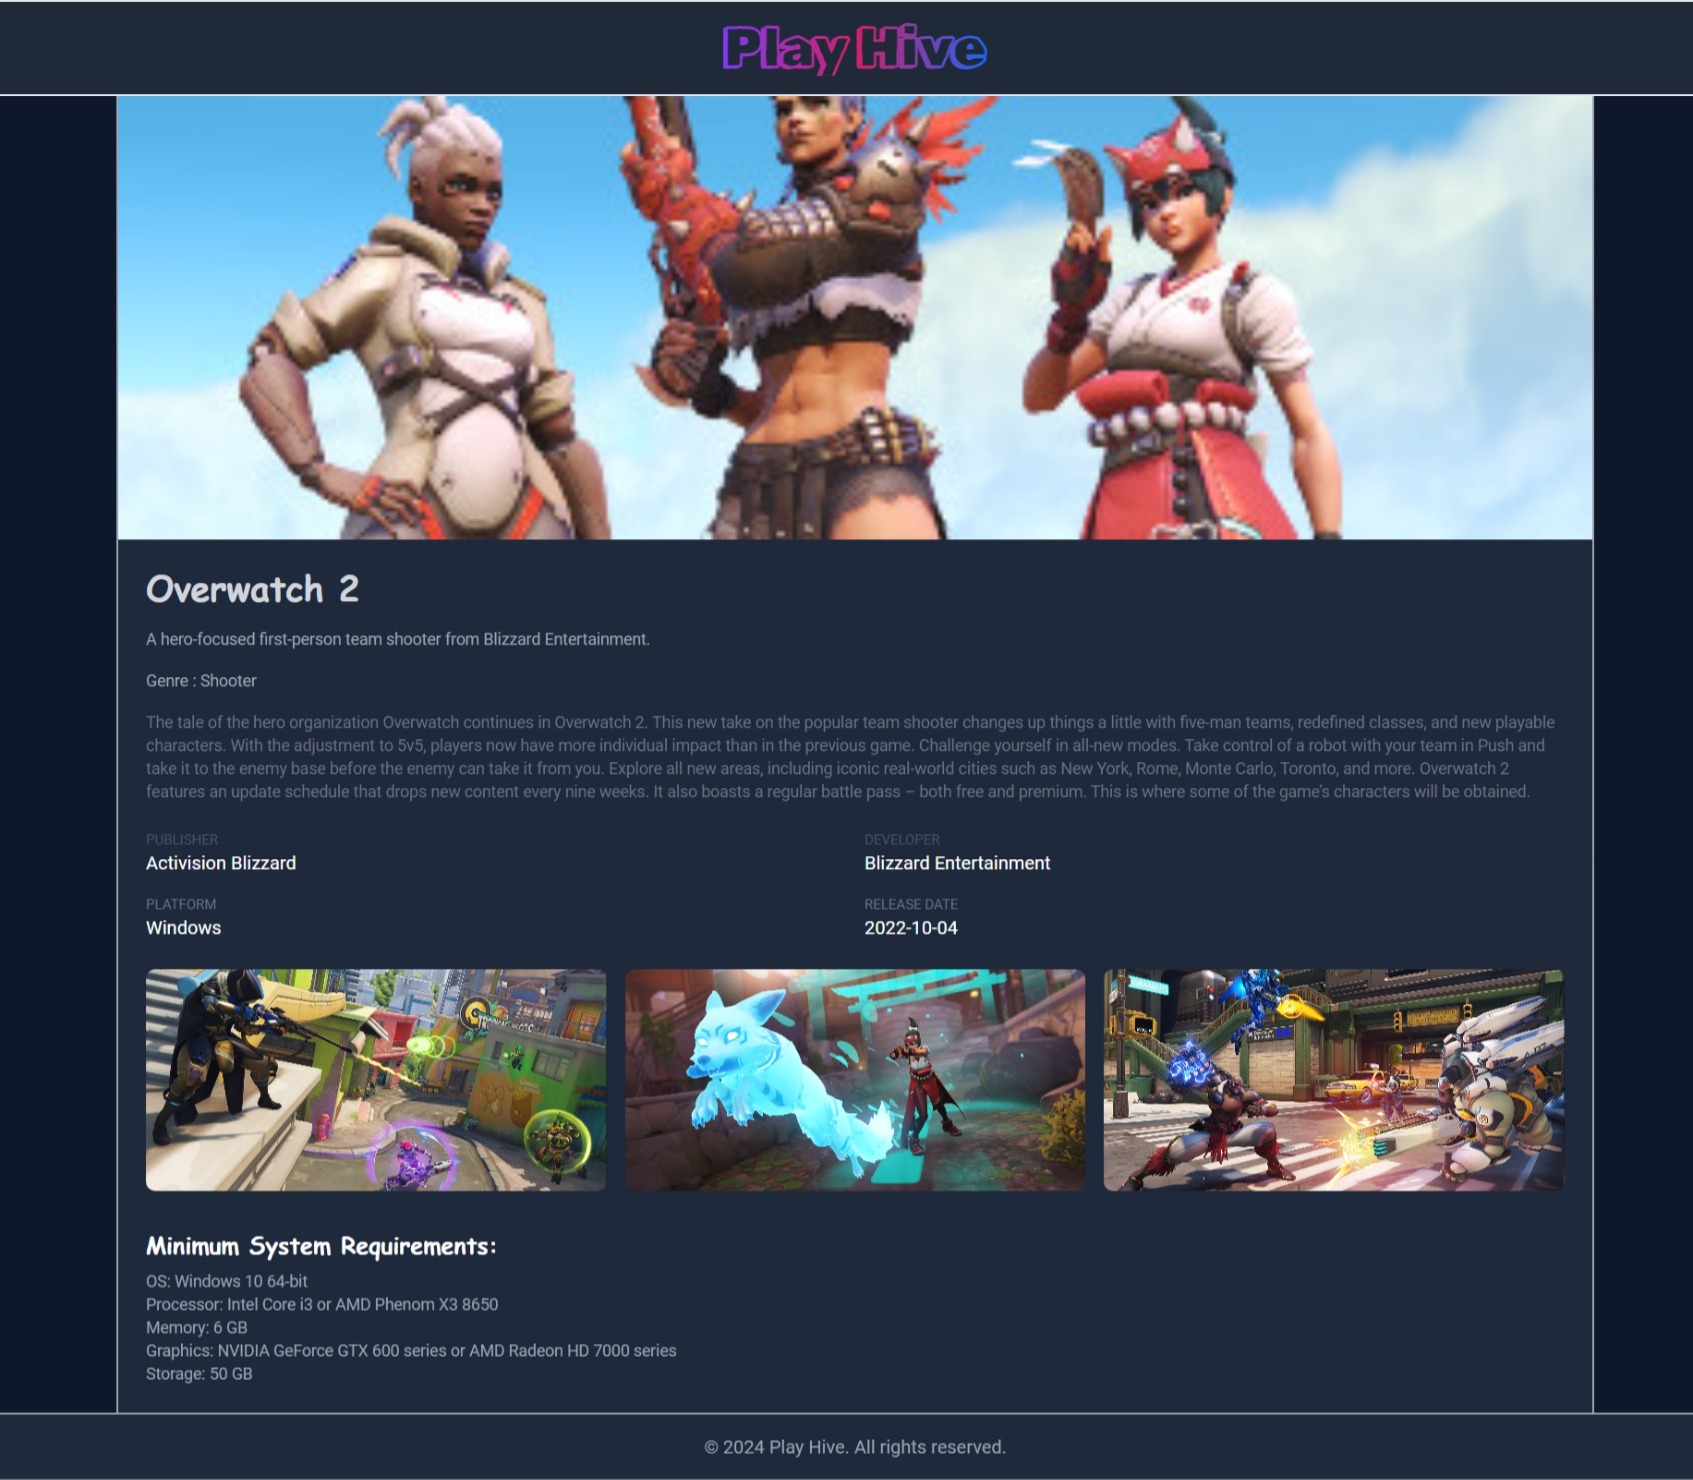 Play Hive
Overwatch 2
A hero-focused first-person team shooter from Blizzard Entertainment.
Genre : Shooter
The tale of the hero organization Overwatch continues in Overwatch 2. This new take on the popular team shooter changes up things a little with five-man teams, redefined classes, and new playable
characters. With the adjustment to 5v5, players now have more individual impact than in the previous game. Challenge yourself in all-new modes. Take control of a robot with your team in Push and
take it to the enemy base before the enemy can take it from you. Explore all new areas, including iconic real-world cities such as New York, Rome, Monte Carlo, Toronto, and more. Overwatch 2
features an update schedule that drops new content every nine weeks. It also boasts a regular battle pass – both free and premium. This is where some of the game's characters will be obtained.
PUBLISHER
Activision Blizzard
DEVELOPER
Blizzard Entertainment
PLATFORM
Windows
RELEASE DATE
2022-10-04
Minimum System Requirements:
OS: Windows 10 64-bit
Processor: Intel Core i3 or AMD Phenom X3 8650
Memory: 6 GB
Graphics: NVIDIA GeForce GTX 600 series or AMD Radeon HD 7000 series
Storage: 50 GB
© 2024 Play Hive. All rights reserved.